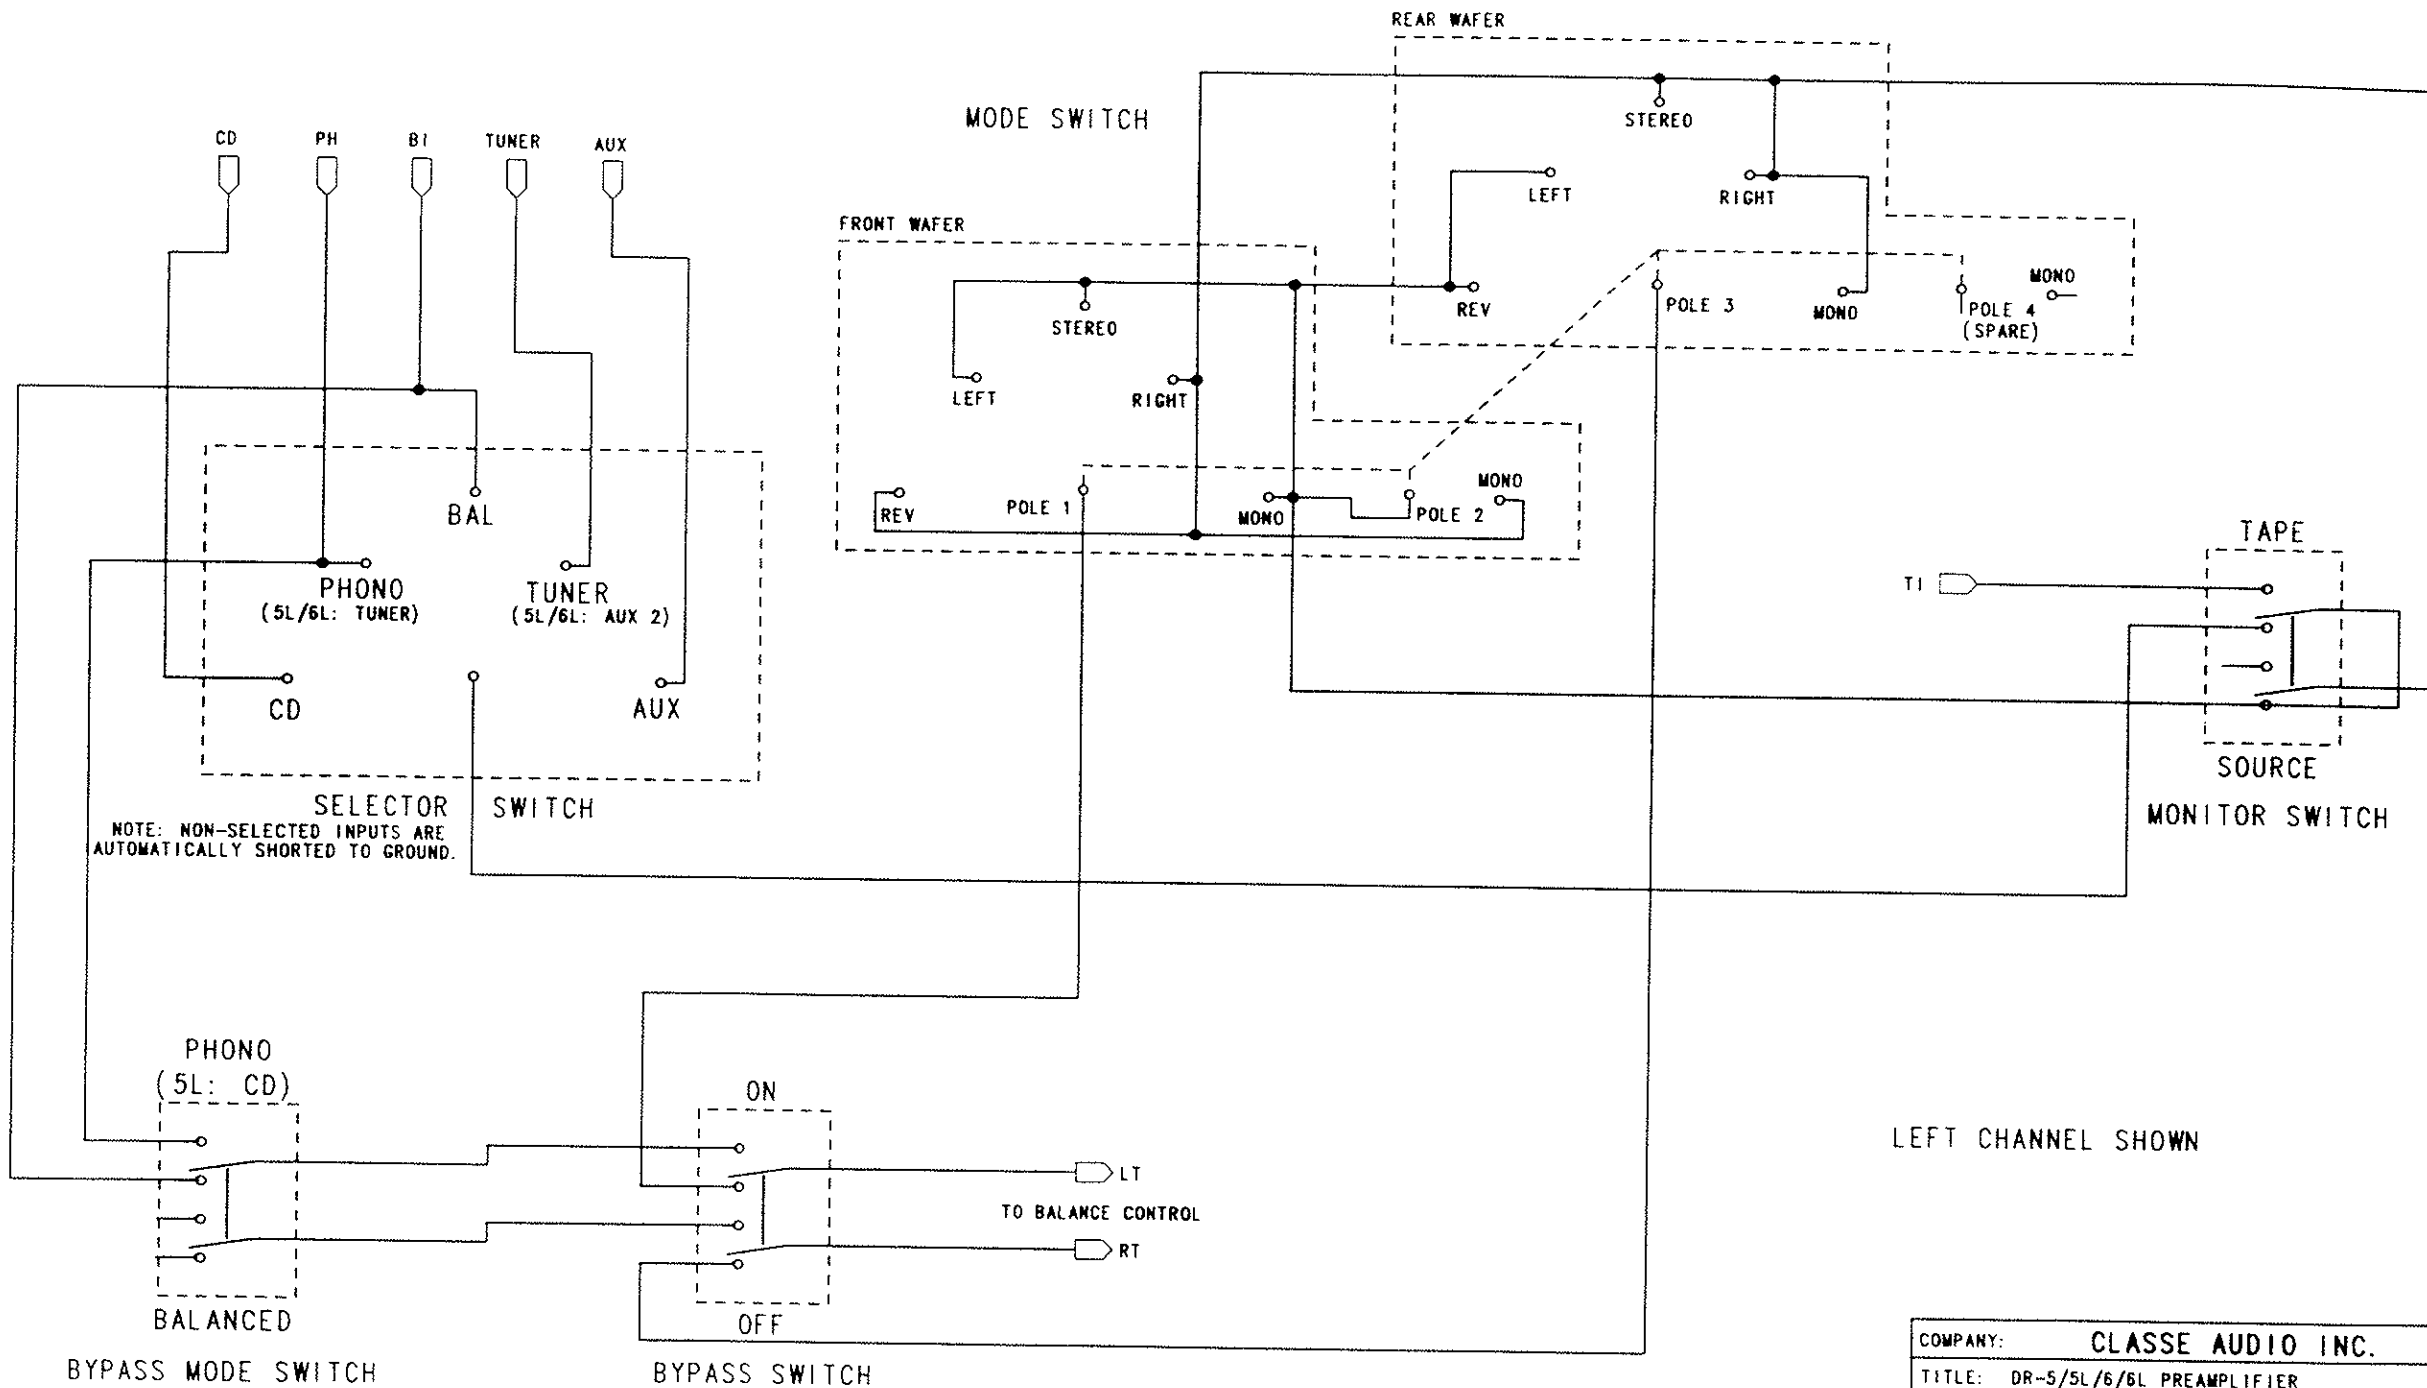 REAR WAFER
MODE SWITCH
STEREO
LEFT
RIGHT
REV
POLE 3
MONO
POLE 4
(SPARE)
MONO
CD
PH
BI
TUNER
AUX
FRONT WAFER
STEREO
LEFT
RIGHT
REV
POLE 1
MONO
POLE 2
MONO
BAL
PHONO
(5L/6L: TUNER)
TUNER
(5L/6L: AUX 2)
CD
AUX
SELECTOR SWITCH
NOTE: NON-SELECTED INPUTS ARE
AUTOMATICALLY SHORTED TO GROUND.
TAPE
TI
SOURCE
MONITOR SWITCH
PHONO
(5L: CD)
BALANCED
BYPASS MODE SWITCH
ON
OFF
BYPASS SWITCH
LT
TO BALANCE CONTROL
RT
LEFT CHANNEL SHOWN
COMPANY: CLASSE AUDIO INC.
TITLE: DR-5/5L/6/6L PREAMPLIFIER